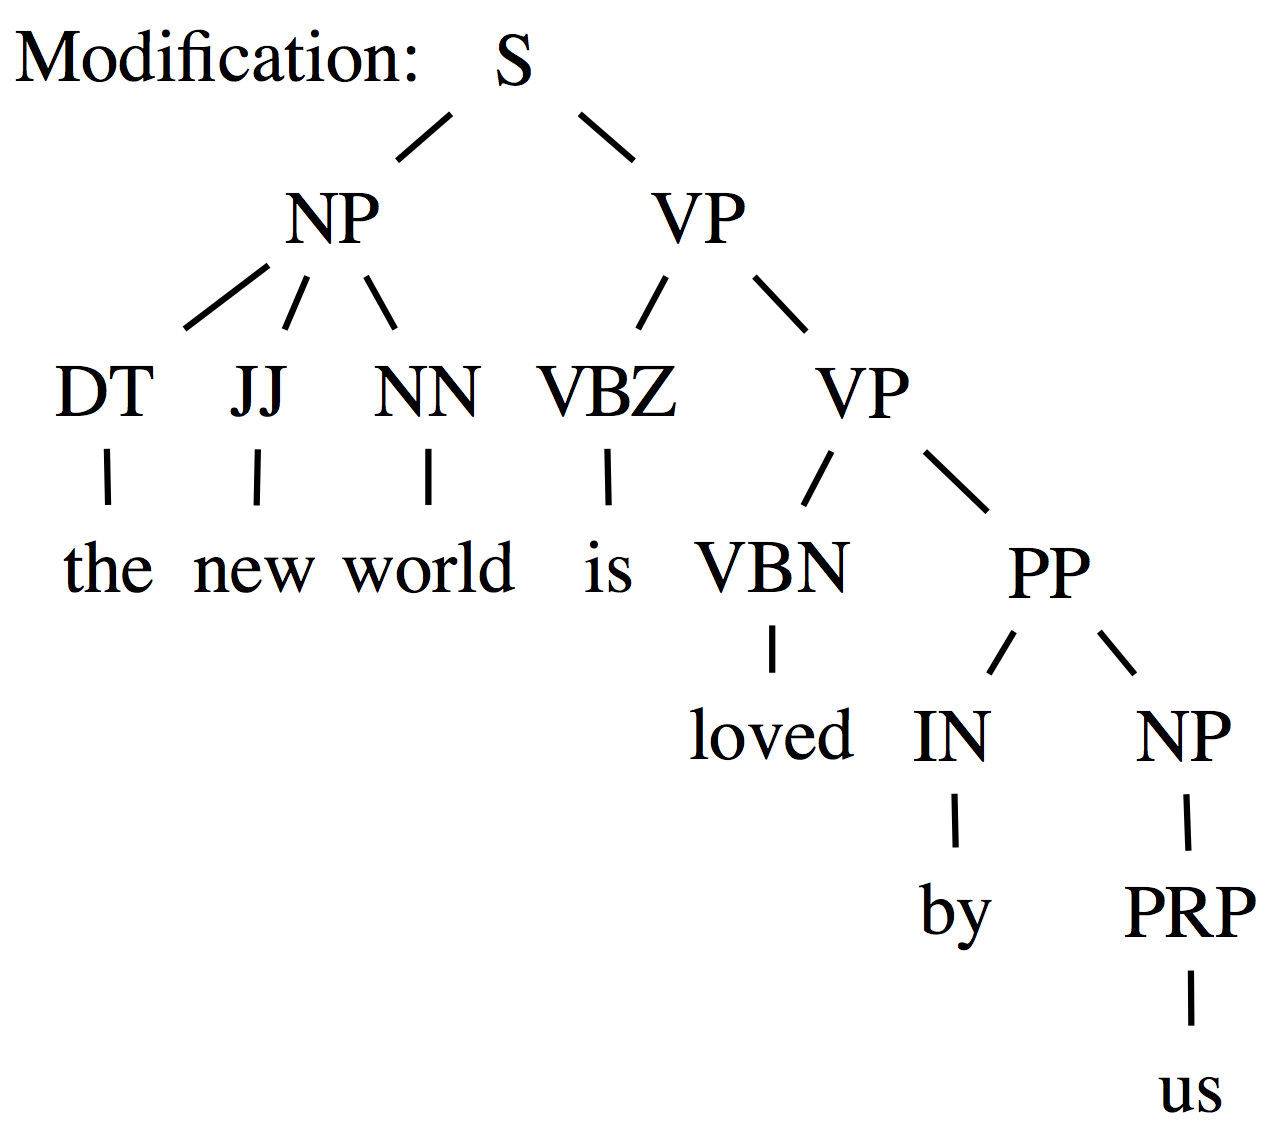 Modification: S
NP VP
DT JJ NN VBZ VP
the new world is VBN PP
loved IN NP
by PRP
us